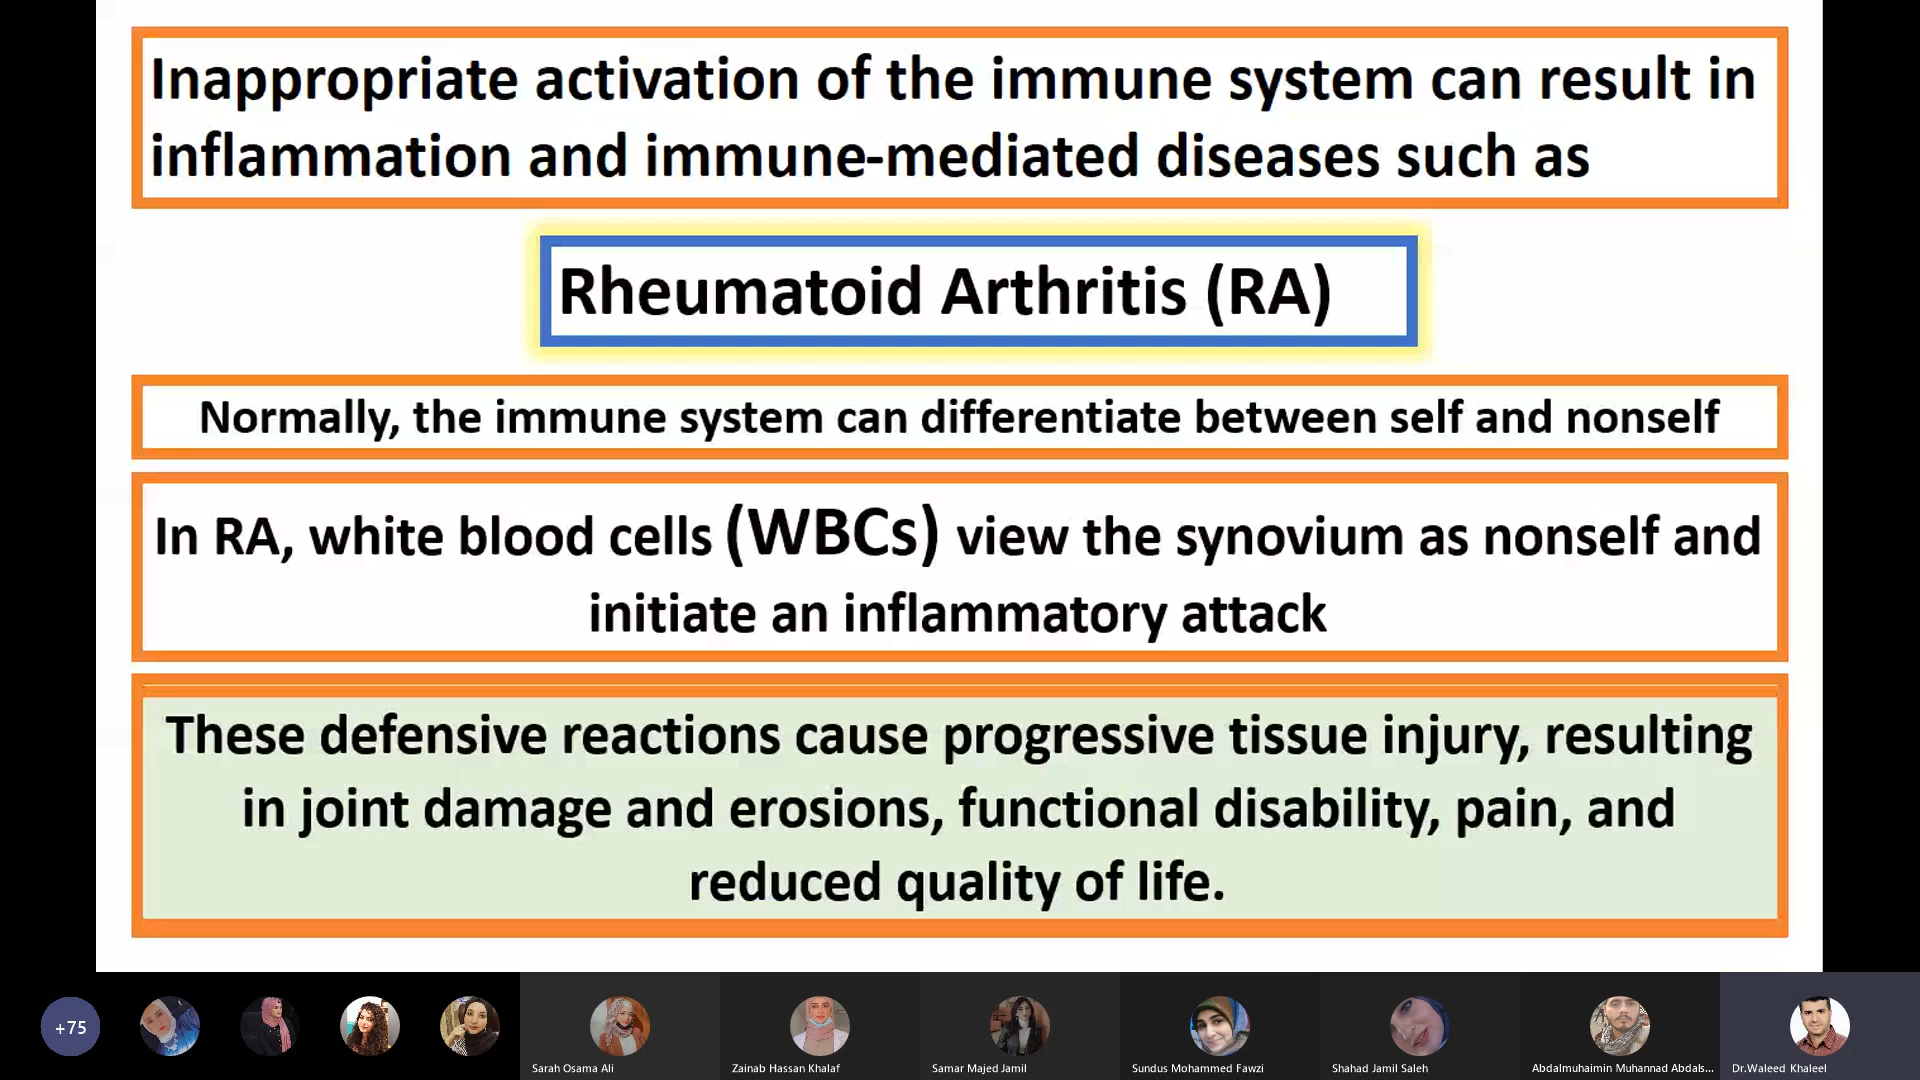 Inappropriate activation of the immune system can result in
inflammation and immune-mediated diseases such as
Rheumatoid Arthritis (RA)
Normally, the immune system can differentiate between self and nonself
In RA, white blood cells (WBCs) view the synovium as nonself and
initiate an inflammatory attack
These defensive reactions cause progressive tissue injury, resulting
in joint damage and erosions, functional disability, pain, and
reduced quality of life.
+75
Sarah Osama Ali
Zainab Hassan Khalaf
Samar Majed Jamil
Sundus Mohammed Fawzi
Shahad Jamil Saleh
Abdalmuhaimin Muhannad Abdals...
Dr.Waleed Khaleel